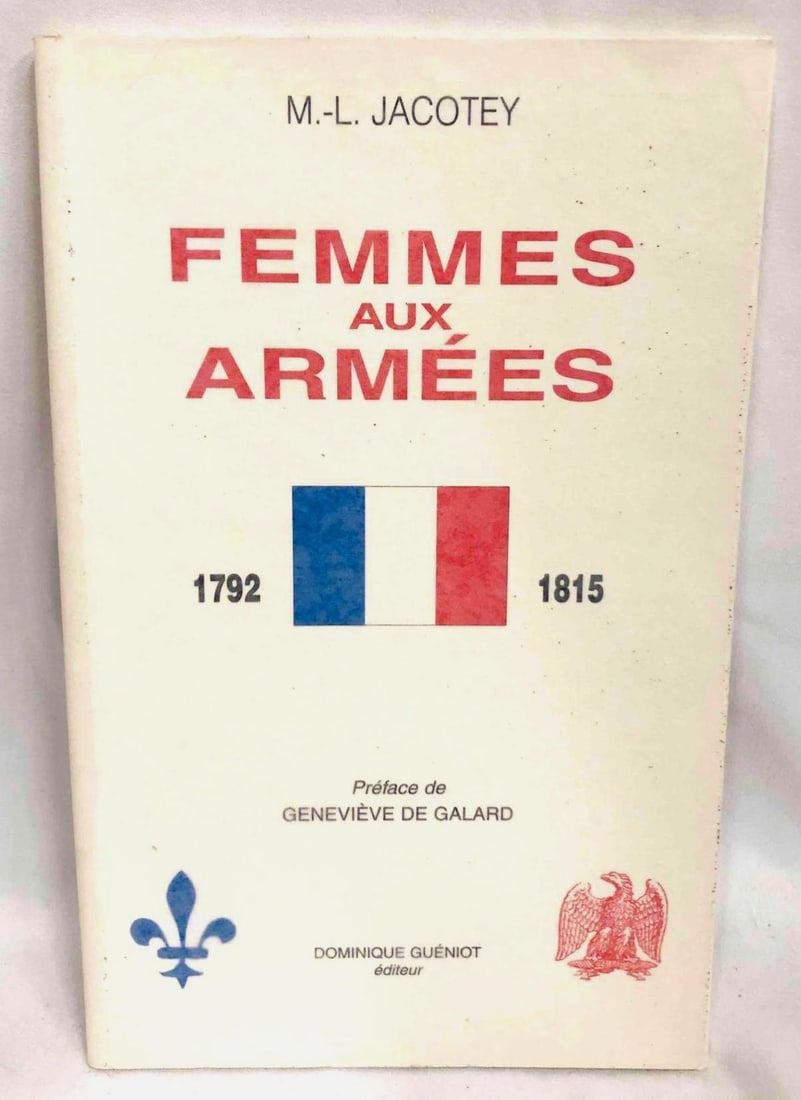 M.-L. JACOTEY
FEMMES
AUX
ARMÉES
1792 1815
Préface de
GENEVIÈVE DE GALARD
DOMINIQUE GUÉNIOT
éditeur